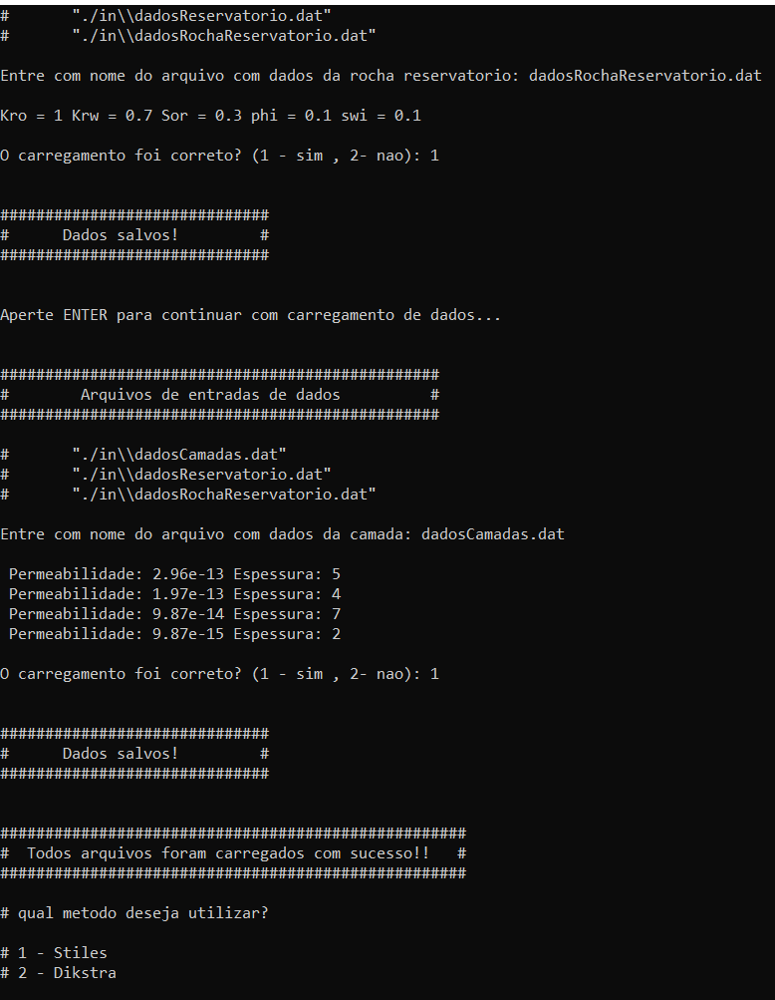 #       "./in\\dadosReservatorio.dat"
#       "./in\\dadosRochaReservatorio.dat"
Entre com nome do arquivo com dados da rocha reservatorio: dadosRochaReservatorio.dat
Kro = 1 Krw = 0.7 Sor = 0.3 phi = 0.1 swi = 0.1
O carregamento foi correto? (1 - sim , 2- nao): 1
##############################
#      Dados salvos!         #
##############################
Aperte ENTER para continuar com carregamento de dados...
#################################################
#        Arquivos de entradas de dados          #
#################################################
#       "./in\\dadosCamadas.dat"
#       "./in\\dadosReservatorio.dat"
#       "./in\\dadosRochaReservatorio.dat"
Entre com nome do arquivo com dados da camada: dadosCamadas.dat
 Permeabilidade: 2.96e-13 Espessura: 5
 Permeabilidade: 1.97e-13 Espessura: 4
 Permeabilidade: 9.87e-14 Espessura: 7
 Permeabilidade: 9.87e-15 Espessura: 2
O carregamento foi correto? (1 - sim , 2- nao): 1
##############################
#      Dados salvos!         #
##############################
####################################################
#  Todos arquivos foram carregados com sucesso!!   #
####################################################
# qual metodo deseja utilizar?
# 1 - Stiles
# 2 - Dikstra